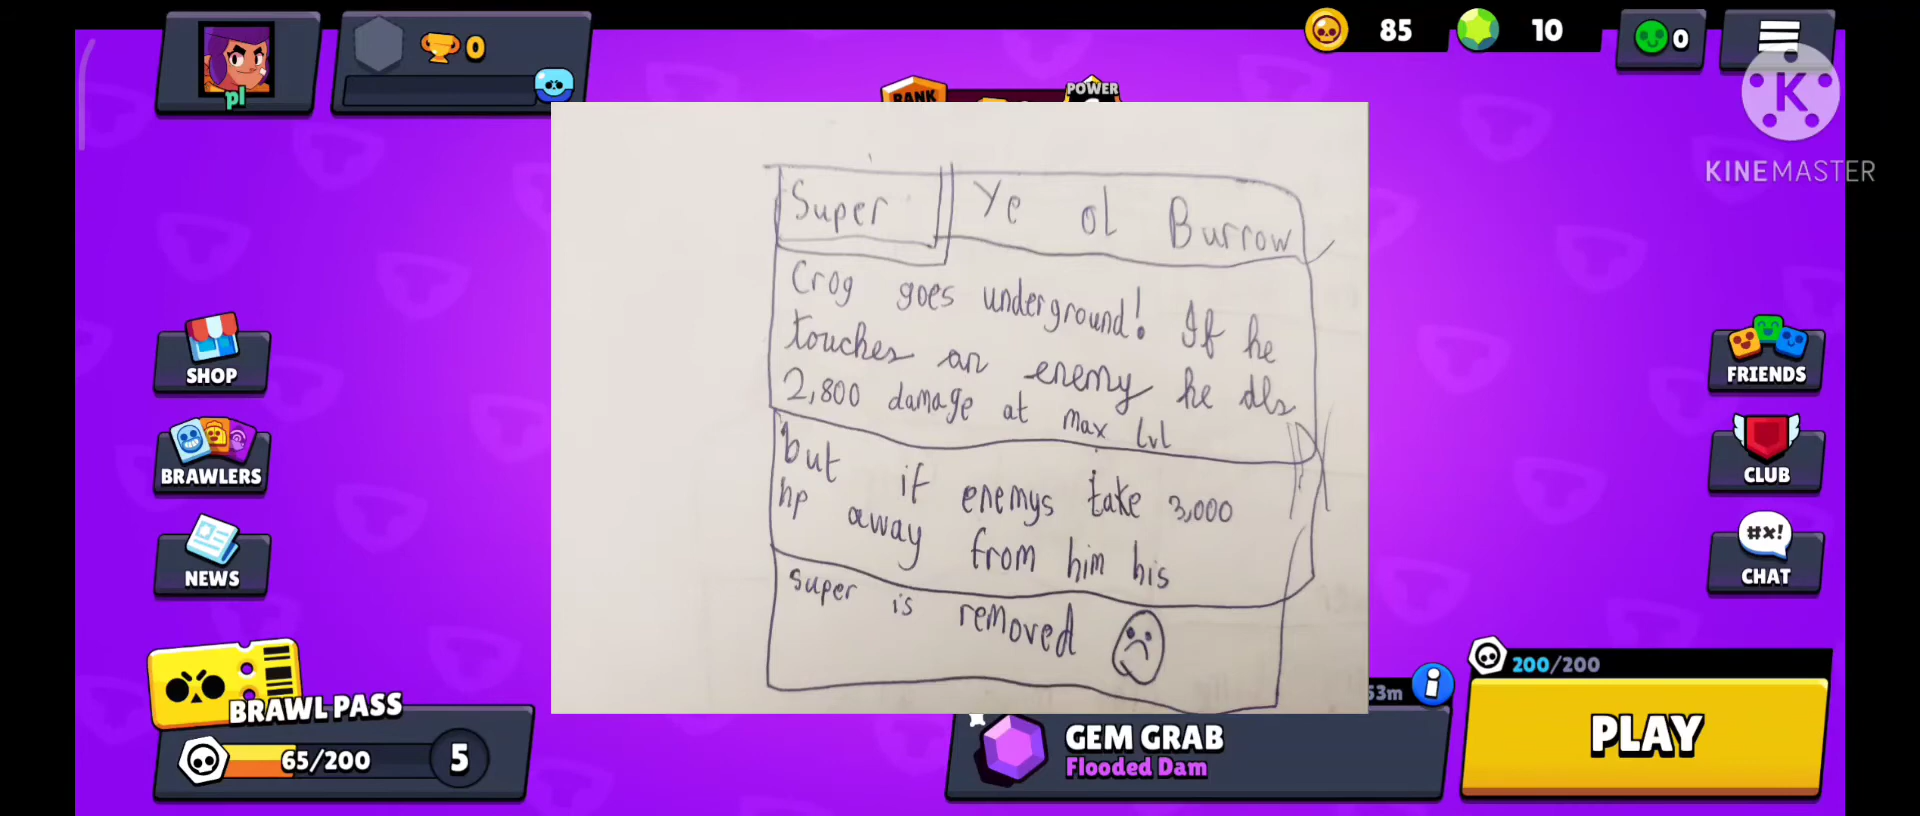 pl
0
85
10
0
RANK
POWER
K
KINEMASTER
Super Ye ol Burrow
Crog goes underground! If he
touches an enemy he dls
2,800 damage at max lvl
but if enemys take 3,000
hp away from him his
super is removed
SHOP
BRAWLERS
NEWS
FRIENDS
CLUB
#x!
CHAT
BRAWL PASS
65/200
5
53m
i
GEM GRAB
Flooded Dam
200/200
PLAY